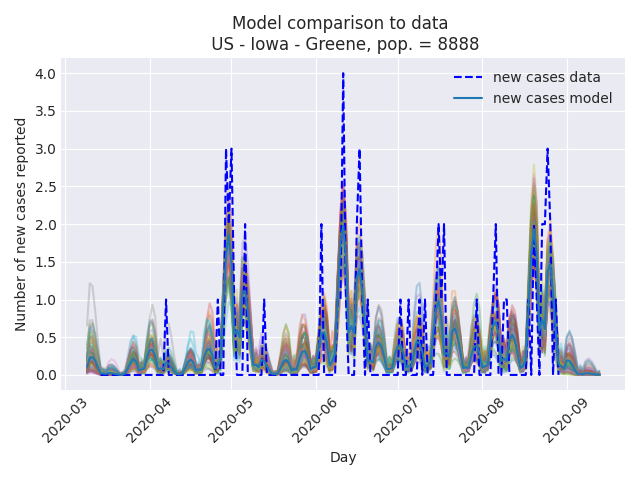 Model comparison to data
US - Iowa - Greene, pop. = 8888
new cases data
new cases model
Number of new cases reported
4.0
3.5
3.0
2.5
2.0
1.5
1.0
0.5
0.0
2020-03
2020-04
2020-05
2020-06
2020-07
2020-08
2020-09
Day